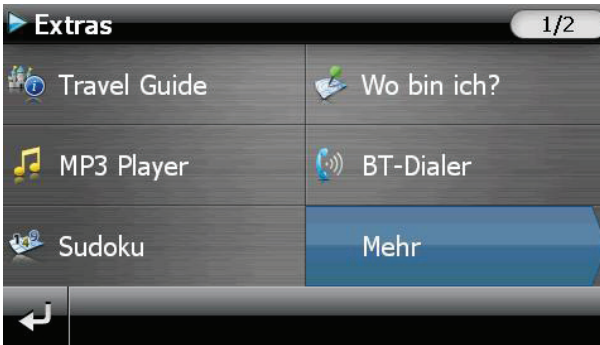 Extras 1/2
Travel Guide
Wo bin ich?
MP3 Player
BT-Dialer
Sudoku
Mehr